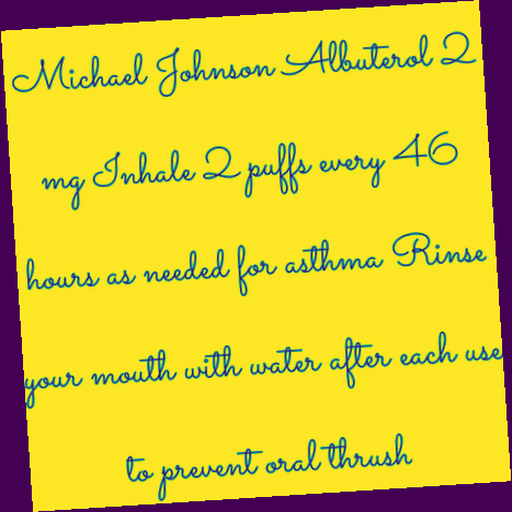 Michael Johnson Albuterol 2
mg Inhale 2 puffs every 46
hours as needed for asthma Rinse
your mouth with water after each use
to prevent oral thrush